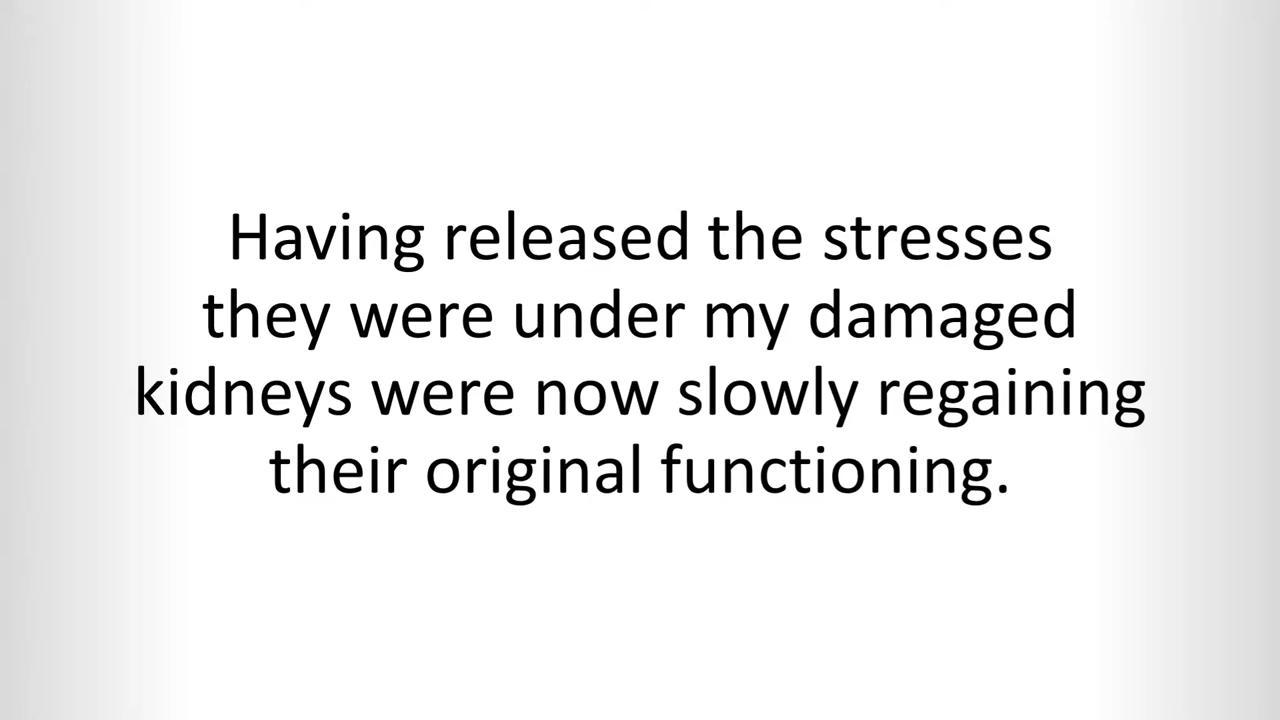 Having released the stresses
they were under my damaged
kidneys were now slowly regaining
their original functioning.